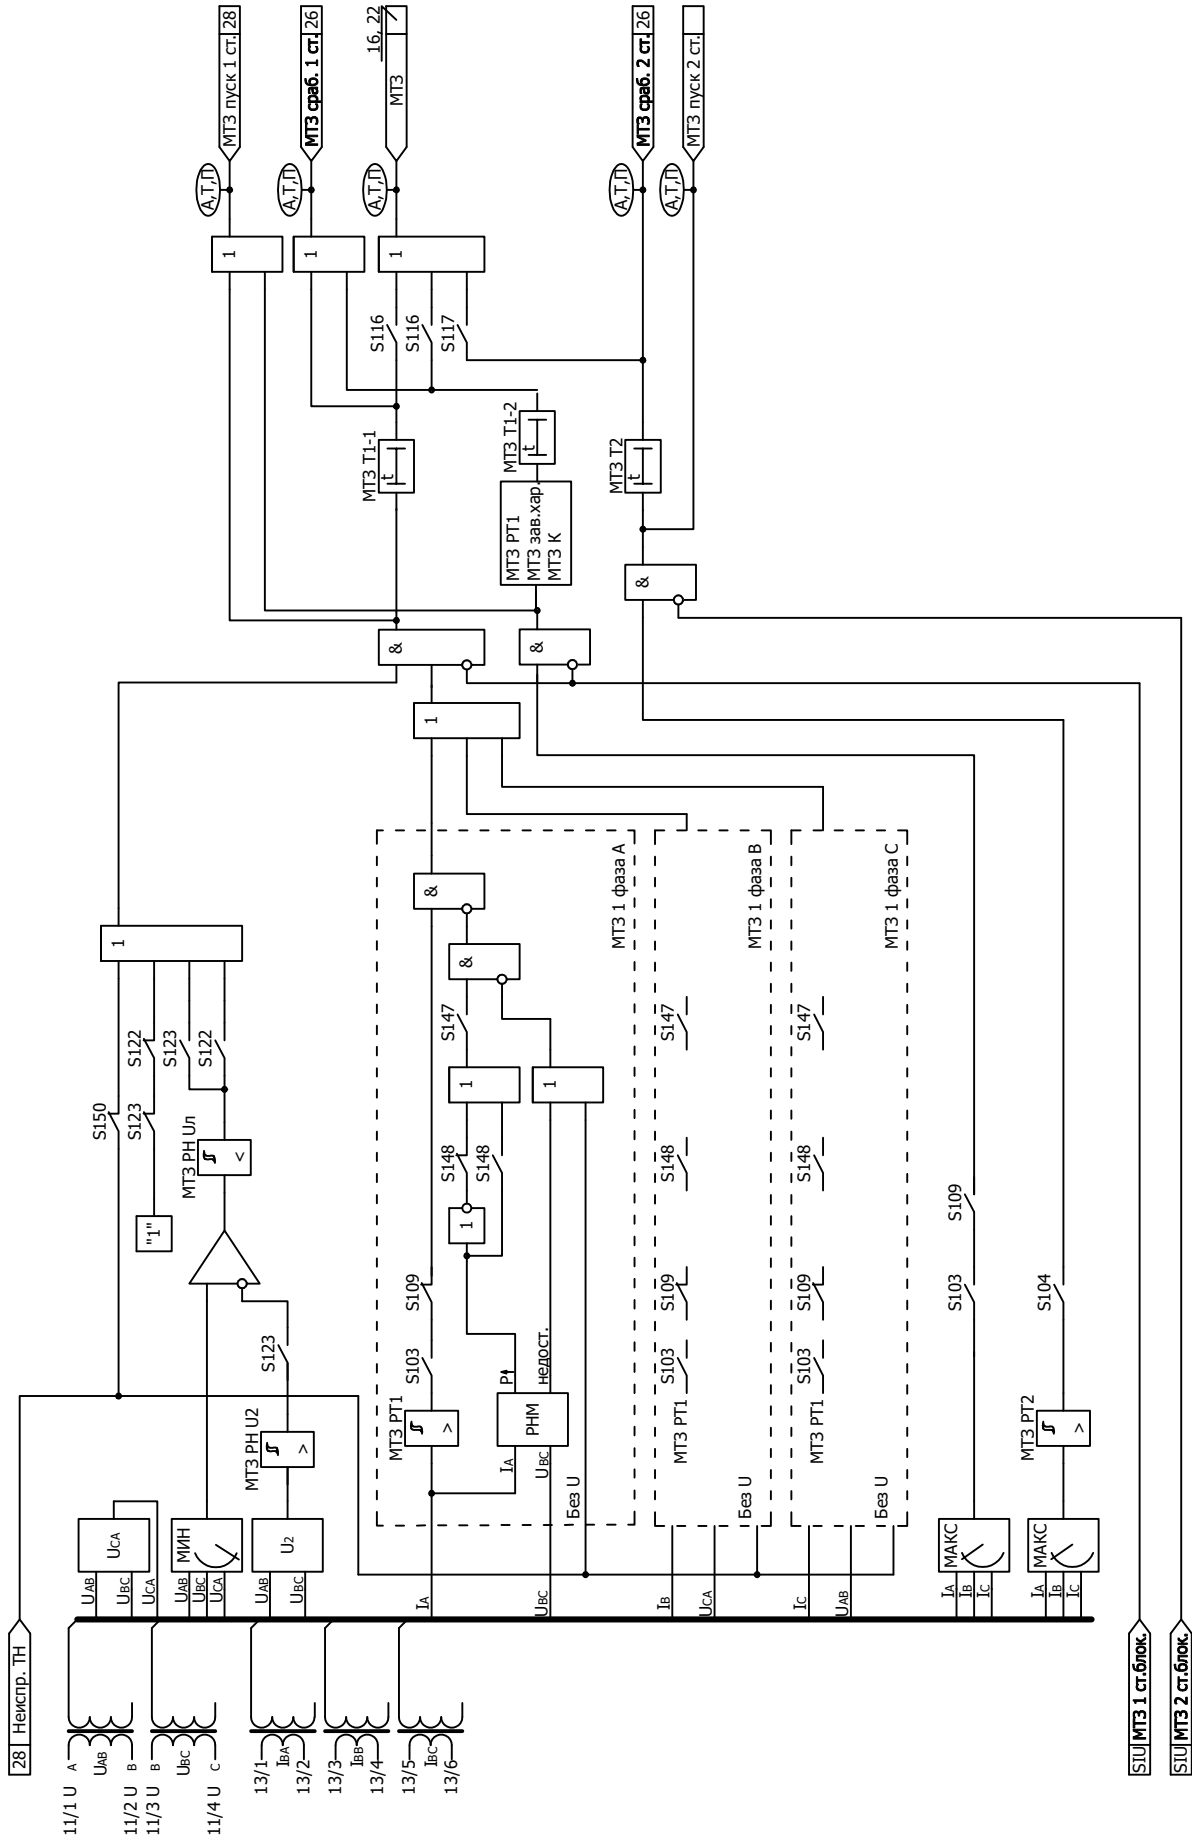 28 Неиспр. ТН
11/1 U A
UAB
11/2 U B
11/3 U B
UBC
11/4 U C
13/1
IBA
13/2
13/3
IBB
13/4
13/5
IBC
13/6
SIU МТЗ 1 ст.блок.
SIU МТЗ 2 ст.блок.
UAB
UBC
UCA
UCA
UAB
UBC
UCA
МИН
UAB
UBC
U2
IA
UBC
IB
UCA
IC
UAB
IA
IB
IC
МАКС
IA
IB
IC
МАКС
МТЗ РН U2
>
S123
МТЗ РН UЛ
<
"1"
S150
S123
S122
S123
S122
1
МТЗ РТ1
>
S103
S109
IA
UBC
РНМ
P
недост.
Без U
1
S148
S148
1
1
S147
&
&
МТЗ 1 фаза A
МТЗ РТ1
S103
S109
S148
S147
Без U
МТЗ 1 фаза B
МТЗ РТ1
S103
S109
S148
S147
Без U
МТЗ 1 фаза C
S103
S109
МТЗ РТ2
>
S104
1
&
&
&
МТЗ РТ1
МТЗ зав.хар.
МТЗ К
МТЗ Т1-1
t
МТЗ Т1-2
t
МТЗ Т2
t
S116
S116
S117
1
1
1
А,Т,П
А,Т,П
А,Т,П
А,Т,П
А,Т,П
МТЗ пуск 1 ст. 28
МТЗ сраб. 1 ст. 26
МТЗ
16, 22
МТЗ сраб. 2 ст. 26
МТЗ пуск 2 ст.